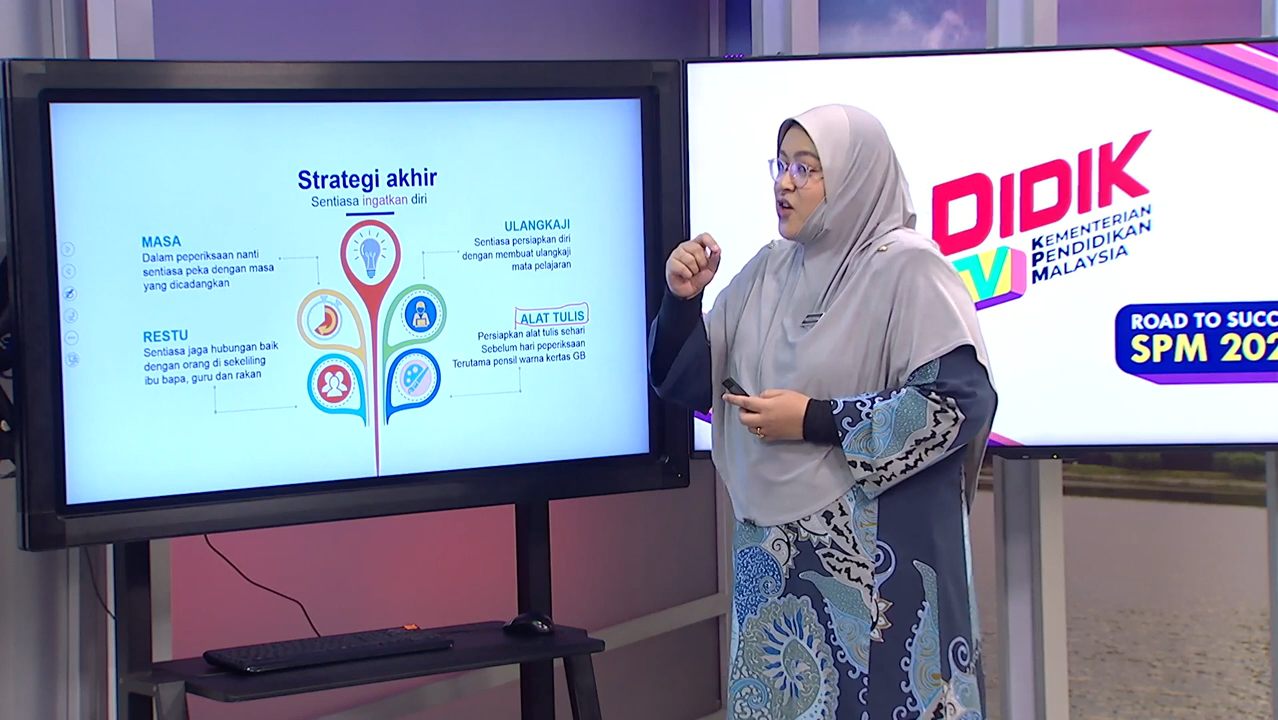 Strategi akhir
Sentiasa ingatkan diri
MASA
Dalam peperiksaan nanti
sentiasa peka dengan masa
yang dicadangkan
RESTU
Sentiasa jaga hubungan baik
dengan orang di sekeliling
ibu bapa, guru dan rakan
ULANGKAJI
Sentiasa persiapkan diri
dengan membuat ulangkaji
mata pelajaran
ALAT TULIS
Persiapkan alat tulis sehari
Sebelum hari peperiksaan
Terutama pensil warna kertas GB
DIDIK
TV
KEMENTERIAN
PENDIDIKAN
MALAYSIA
ROAD TO SUCC
SPM 202